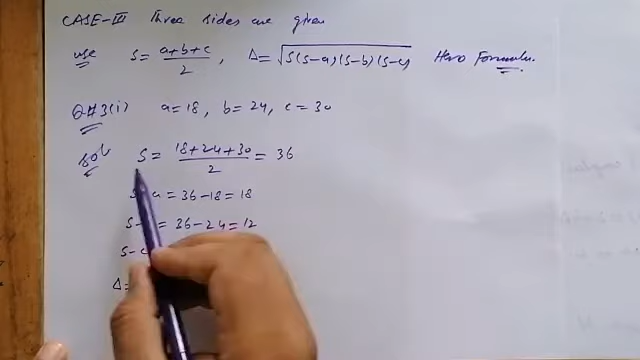 CASE-III Three sides are given
use S = a+b+c/2 , Δ = √S(S-a)(S-b)(S-c) Hero Formula.
Q#3(i) a = 18, b = 24, c = 30
Sol S = 18+24+30/2 = 36
S-a = 36-18 = 18
S- = 36-24 = 12
S-c
Δ =